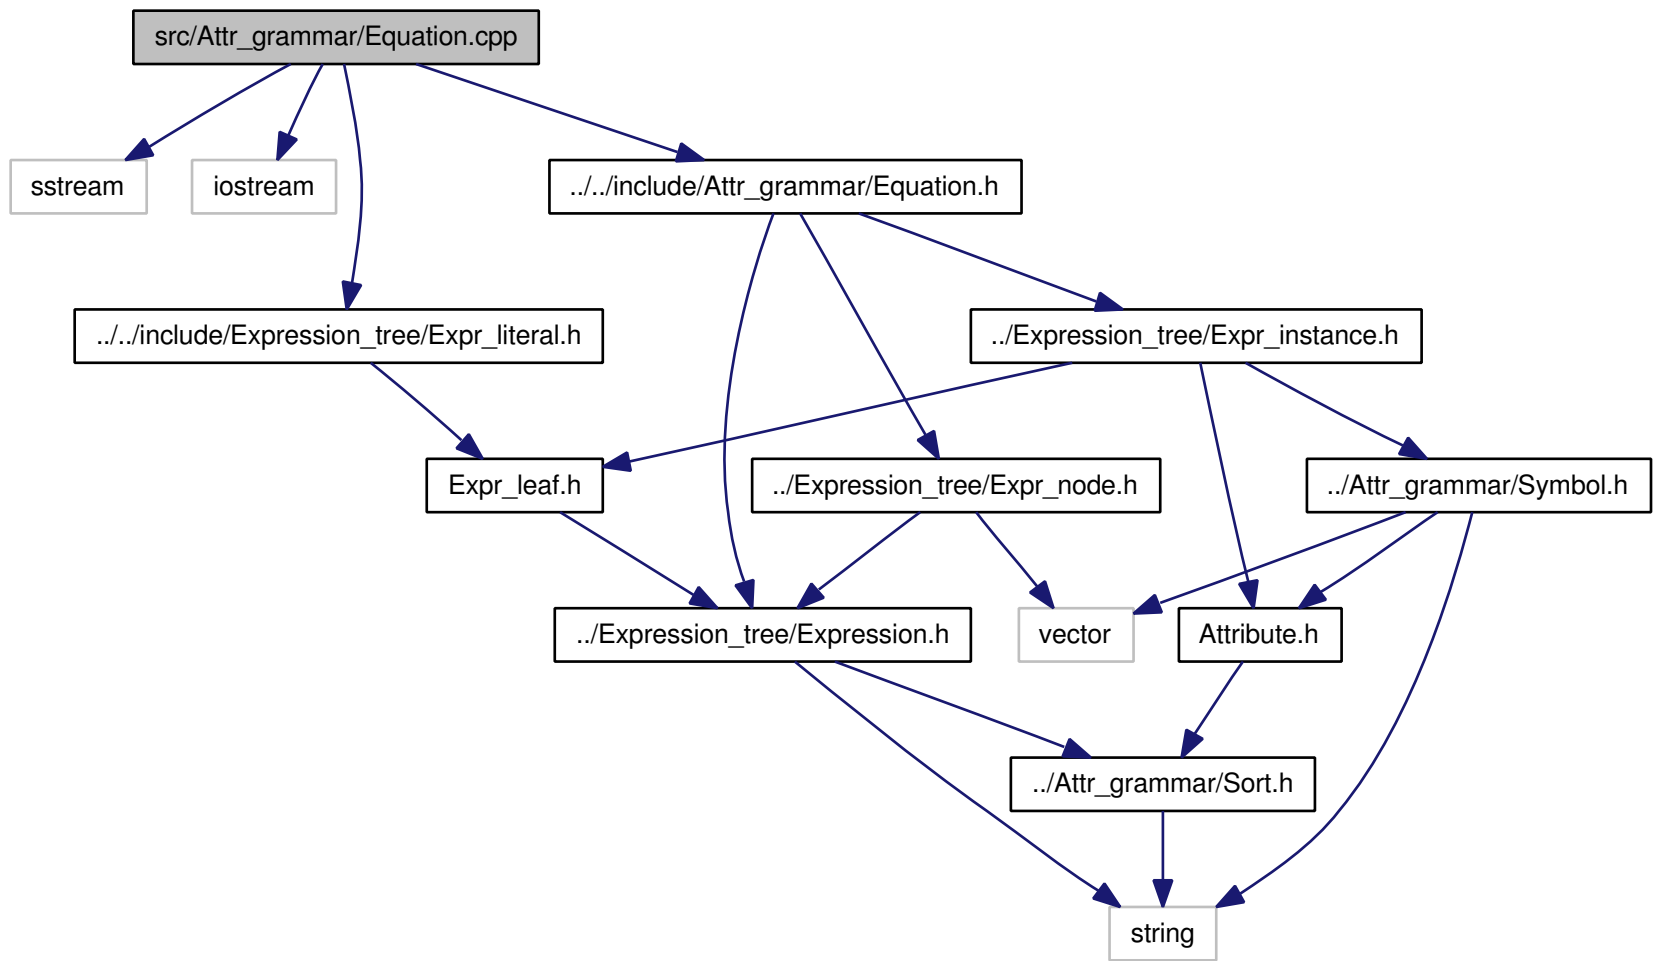 src/Attr_grammar/Equation.cpp
sstream
iostream
../../include/Attr_grammar/Equation.h
../../include/Expression_tree/Expr_literal.h
../Expression_tree/Expr_instance.h
Expr_leaf.h
../Expression_tree/Expr_node.h
../Attr_grammar/Symbol.h
../Expression_tree/Expression.h
vector
Attribute.h
../Attr_grammar/Sort.h
string